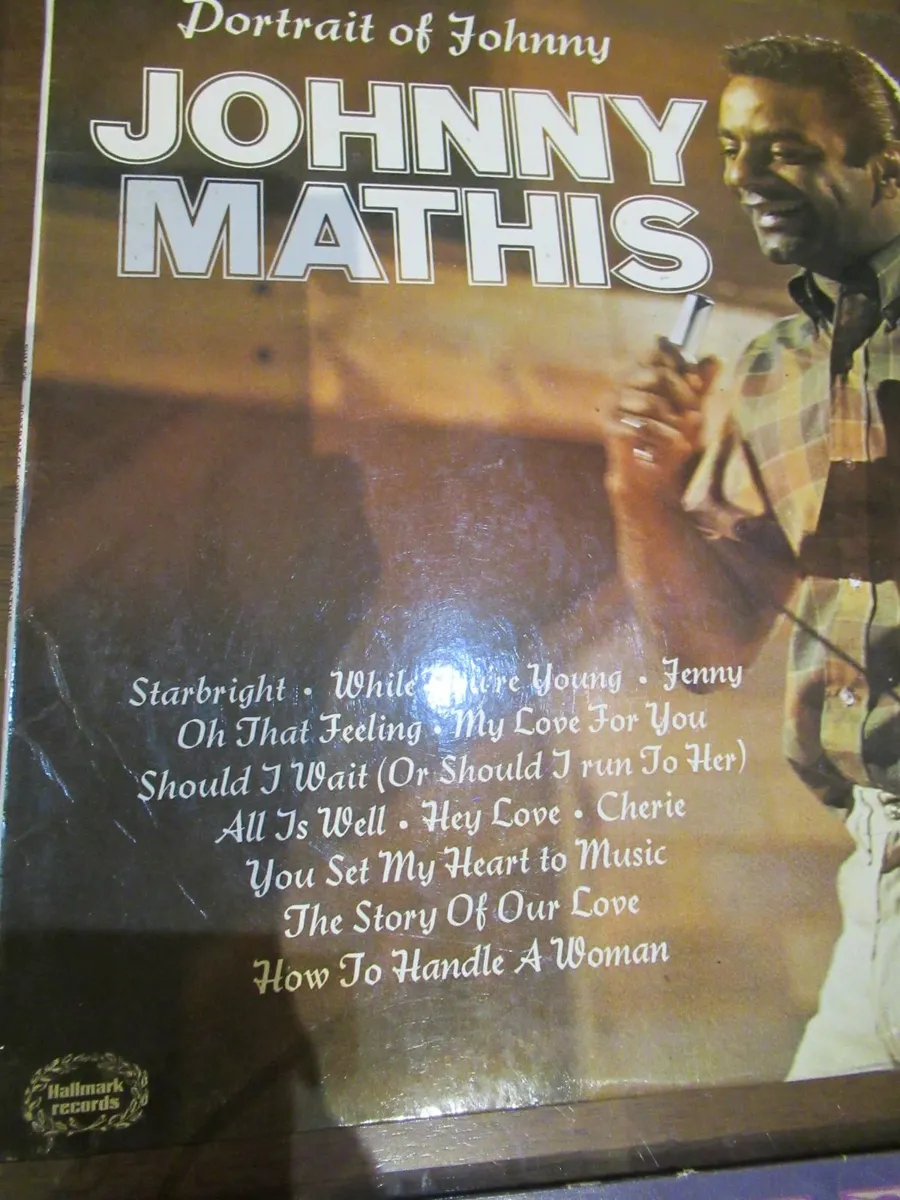 Portrait of Johnny
JOHNNY
MATHIS
Starbright • While You're Young • Jenny
Oh That Feeling • My Love For You
Should I Wait (Or Should I run To Her)
All Is Well • Hey Love • Cherie
You Set My Heart to Music
The Story Of Our Love
How To Handle A Woman
Hallmark
records